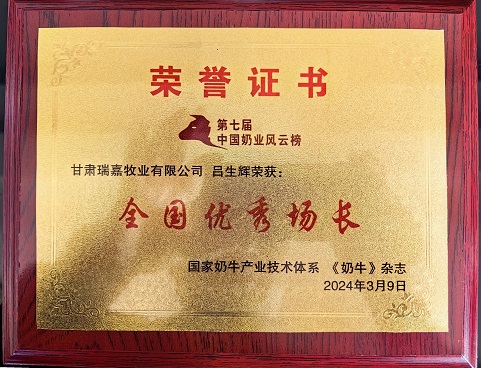 荣誉证书
第七届
中国奶业风云榜
甘肃瑞嘉牧业有限公司 吕生辉荣获：
全国优秀场长
国家奶牛产业技术体系 《奶牛》杂志
2024年3月9日